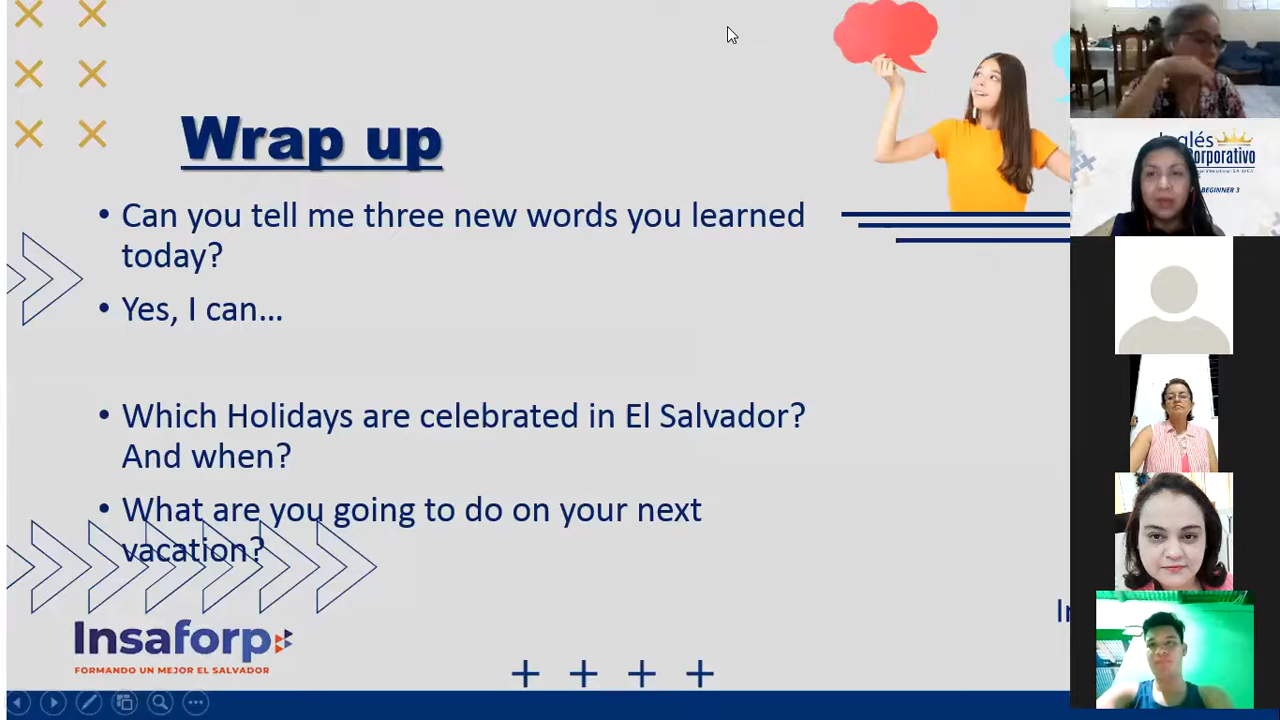 Wrap up
• Can you tell me three new words you learned
today?
• Yes, I can...
• Which Holidays are celebrated in El Salvador?
And when?
• What are you going to do on your next
vacation?
Insaforp
FORMANDO UN MEJOR EL SALVADOR
Inglés
Corporativo
BEGINNER 3